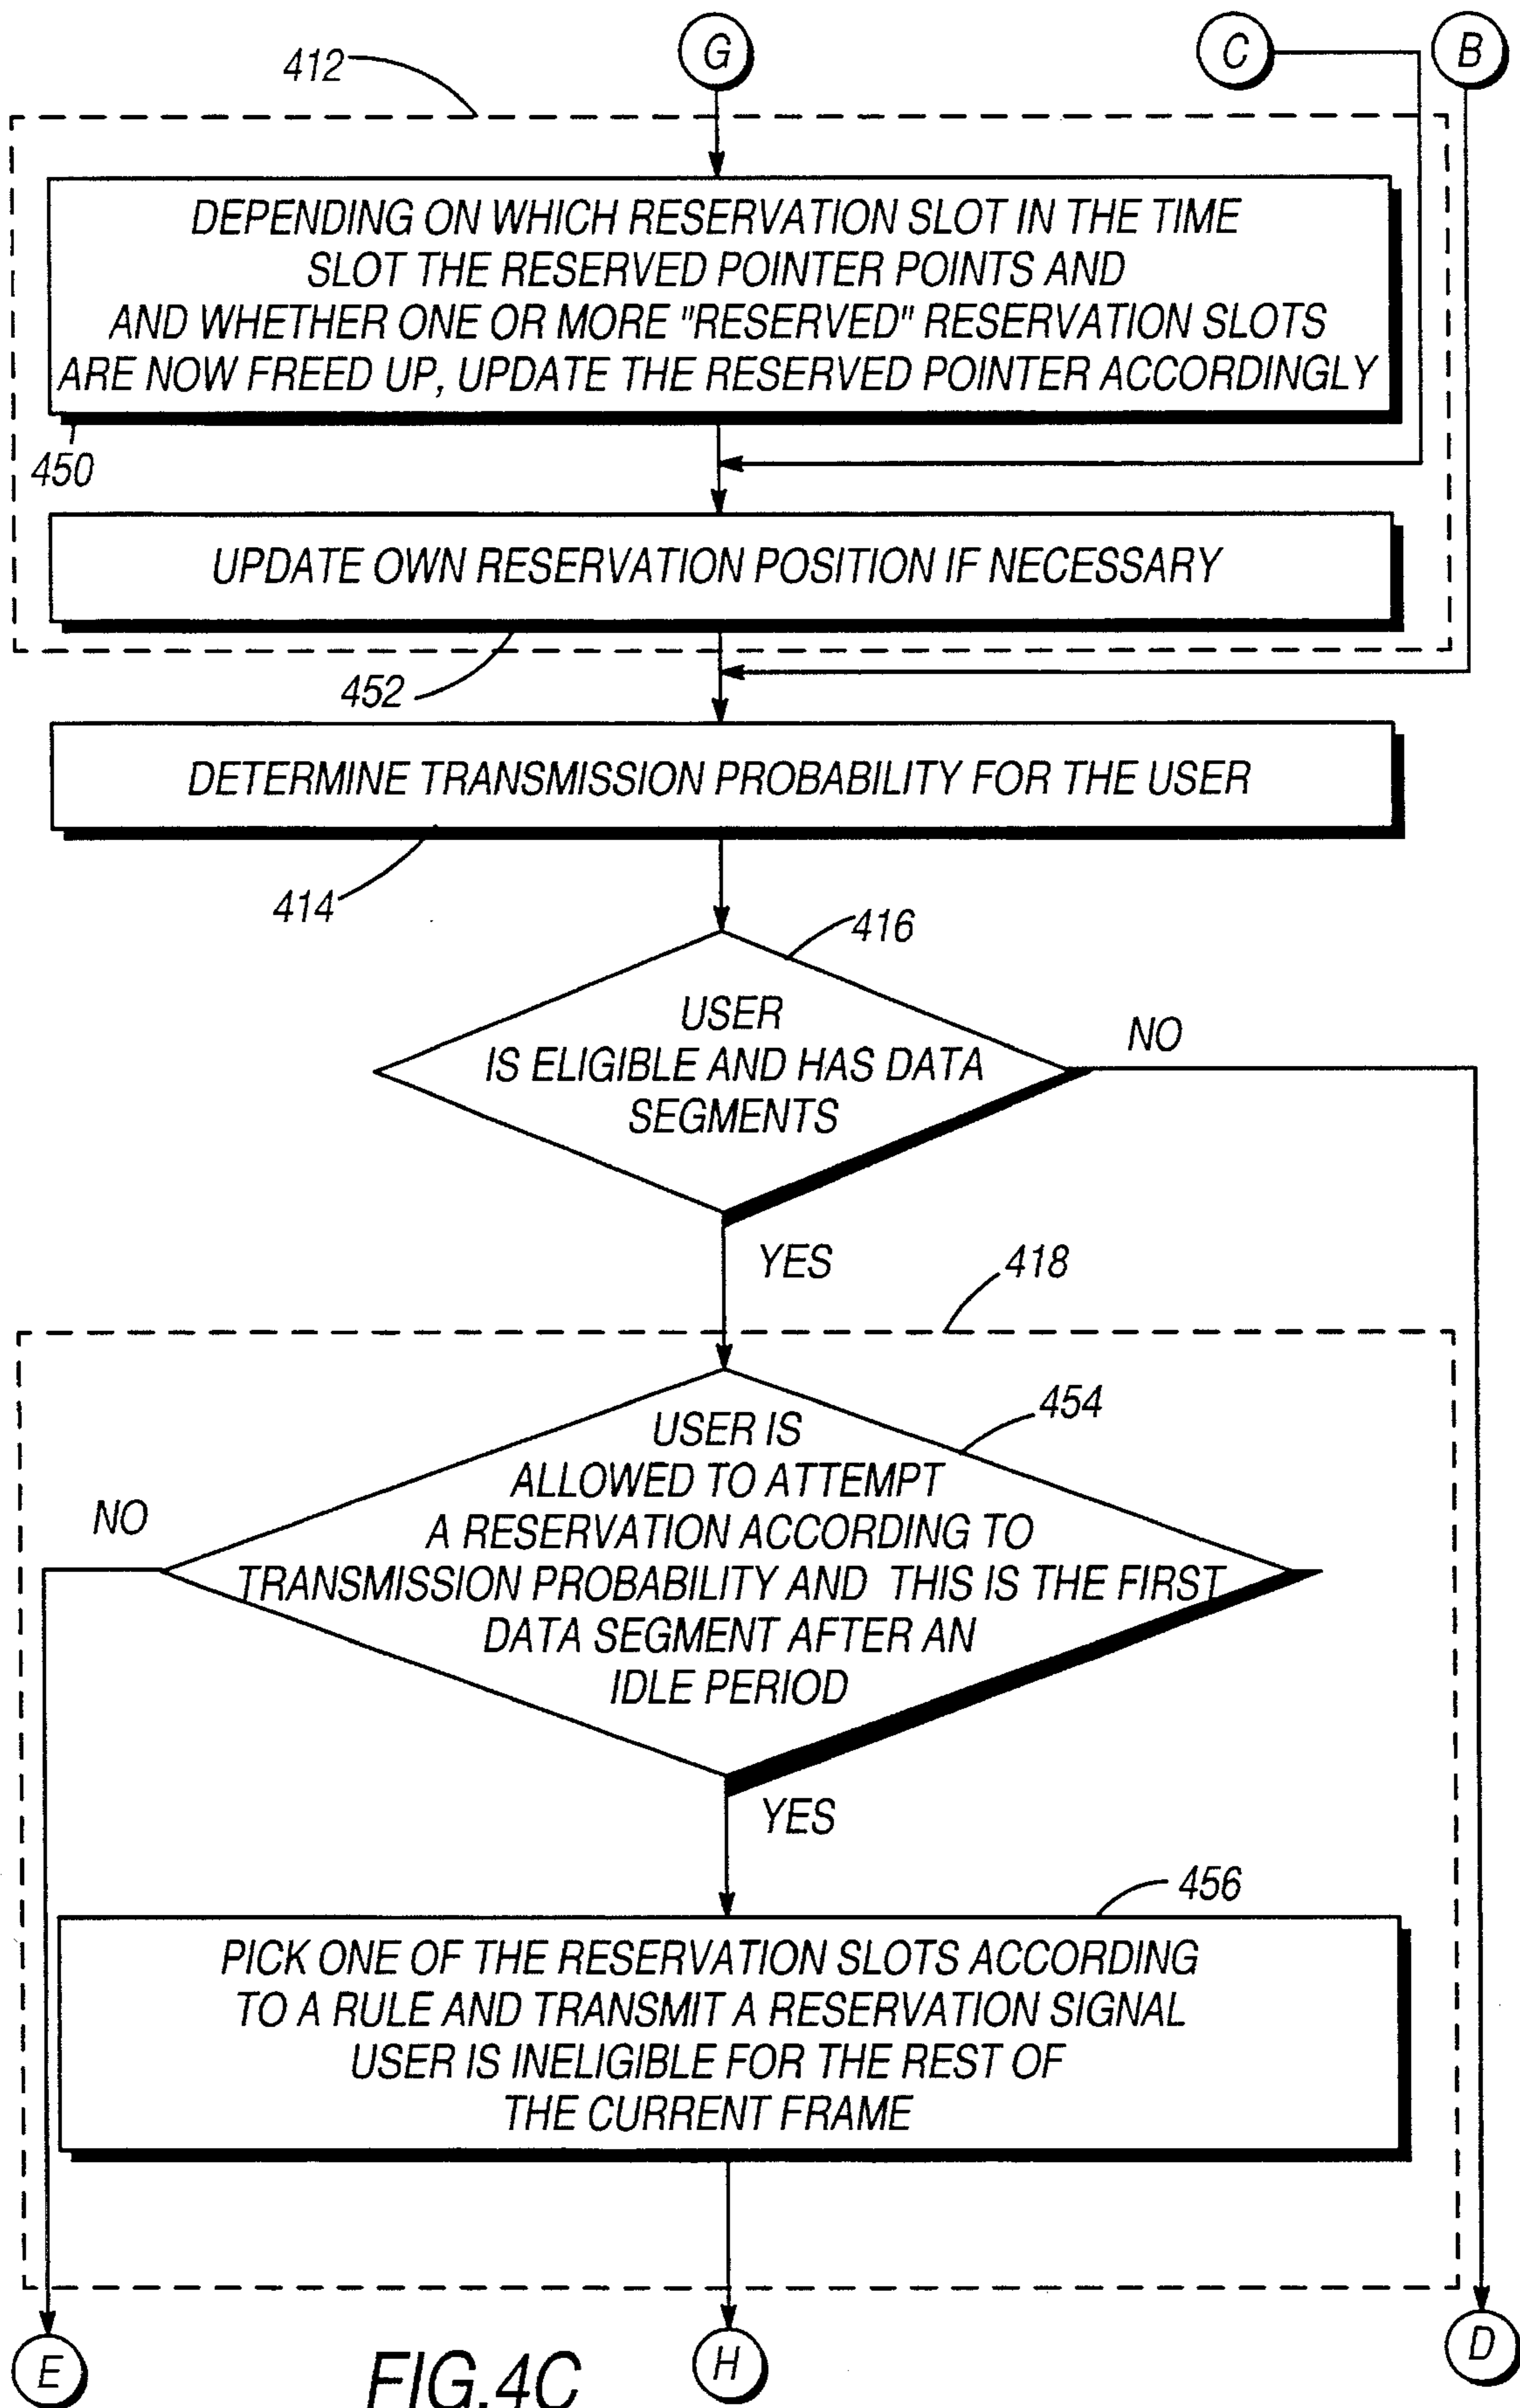 G
C
B
412
DEPENDING ON WHICH RESERVATION SLOT IN THE TIME
SLOT THE RESERVED POINTER POINTS AND
AND WHETHER ONE OR MORE "RESERVED" RESERVATION SLOTS
ARE NOW FREED UP, UPDATE THE RESERVED POINTER ACCORDINGLY
450
UPDATE OWN RESERVATION POSITION IF NECESSARY
452
DETERMINE TRANSMISSION PROBABILITY FOR THE USER
414
416
USER
IS ELIGIBLE AND HAS DATA
SEGMENTS
NO
YES
418
454
USER IS
ALLOWED TO ATTEMPT
A RESERVATION ACCORDING TO
TRANSMISSION PROBABILITY AND THIS IS THE FIRST
DATA SEGMENT AFTER AN
IDLE PERIOD
NO
YES
456
PICK ONE OF THE RESERVATION SLOTS ACCORDING
TO A RULE AND TRANSMIT A RESERVATION SIGNAL
USER IS INELIGIBLE FOR THE REST OF
THE CURRENT FRAME
E
H
D
FIG.4C